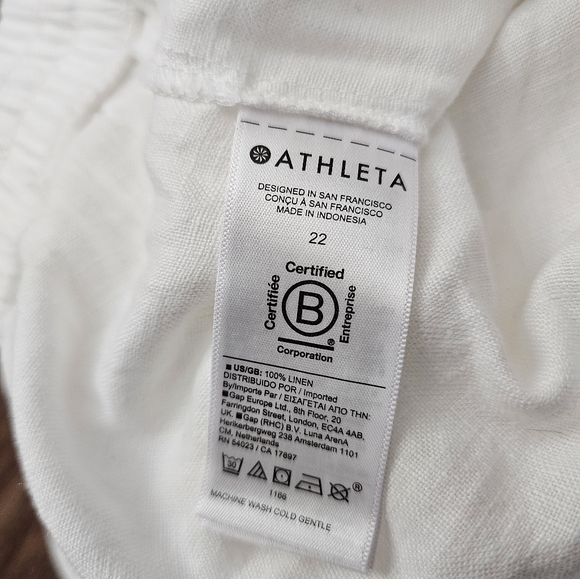 ATHLETA
DESIGNED IN SAN FRANCISCO
CONÇU À SAN FRANCISCO
MADE IN INDONESIA
22
Certified
Certifiée
B
Entreprise
®
Corporation
US/GB: 100% LINEN
DISTRIBUIDO POR / Imported
By/Importe Par / ΕΙΣΑΓΕΤΑΙ ΑΠΟ ΤΗΝ:
Gap Europe Ltd., 8th Floor, 20
Farringdon Street, London, EC4A 4AB,
UK. Gap (RHC) B.V. Luna ArenA
Herikerbergweg 238 Amsterdam 1101
CM, Netherlands
RN 54023 / CA 17897
30
®
1166
MACHINE WASH COLD GENTLE